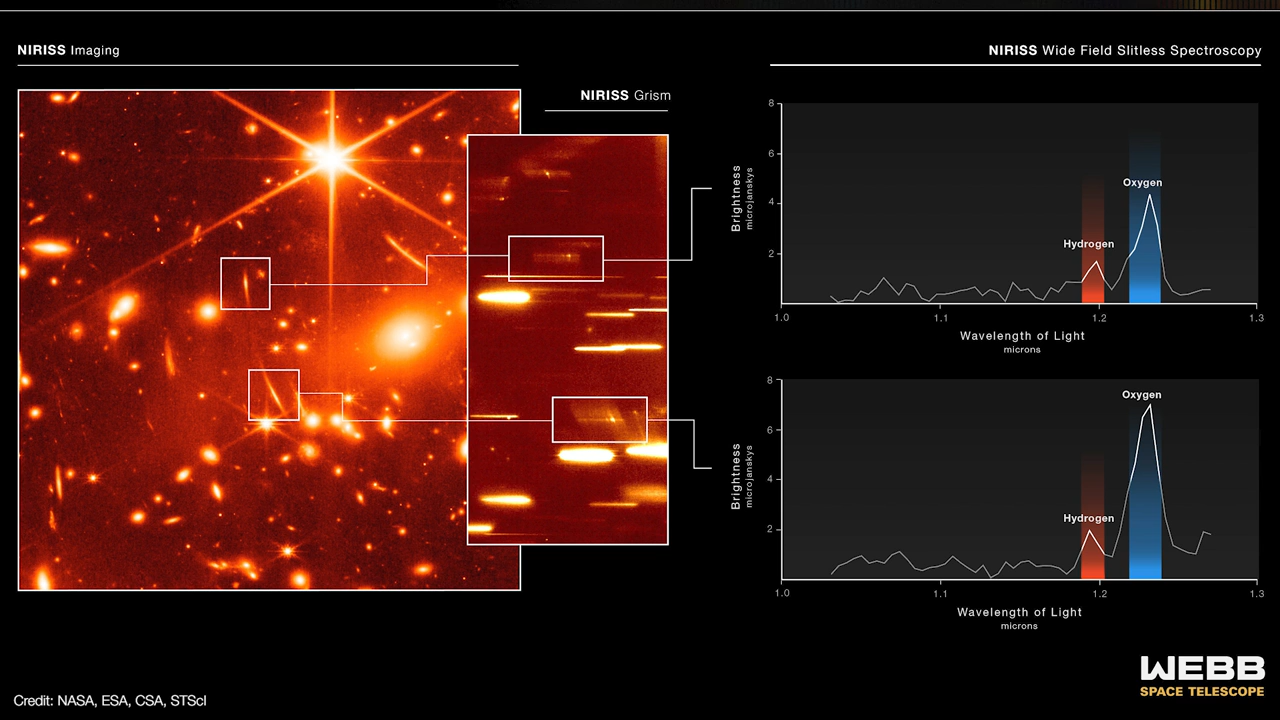 NIRISS Imaging
NIRISS Grism
NIRISS Wide Field Slitless Spectroscopy
8
6
4
2
Brightness
microjanskys
Hydrogen
Oxygen
1.0
1.1
1.2
1.3
Wavelength of Light
microns
8
6
4
2
Brightness
microjanskys
Hydrogen
Oxygen
1.0
1.1
1.2
1.3
Wavelength of Light
microns
Credit: NASA, ESA, CSA, STScI
WEBB
SPACE TELESCOPE